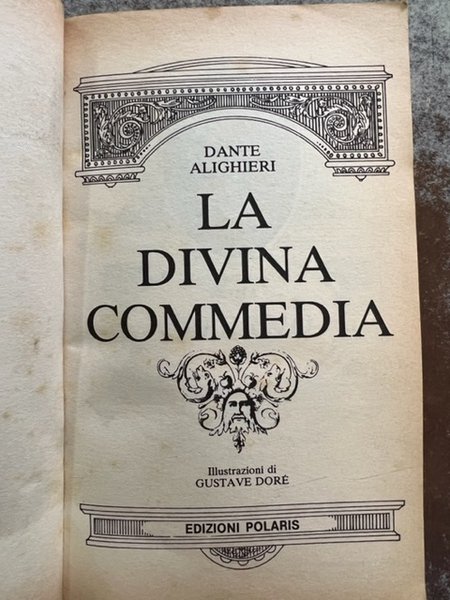 DANTE
ALIGHIERI
LA
DIVINA
COMMEDIA
Illustrazioni di
GUSTAVE DORÉ
EDIZIONI POLARIS